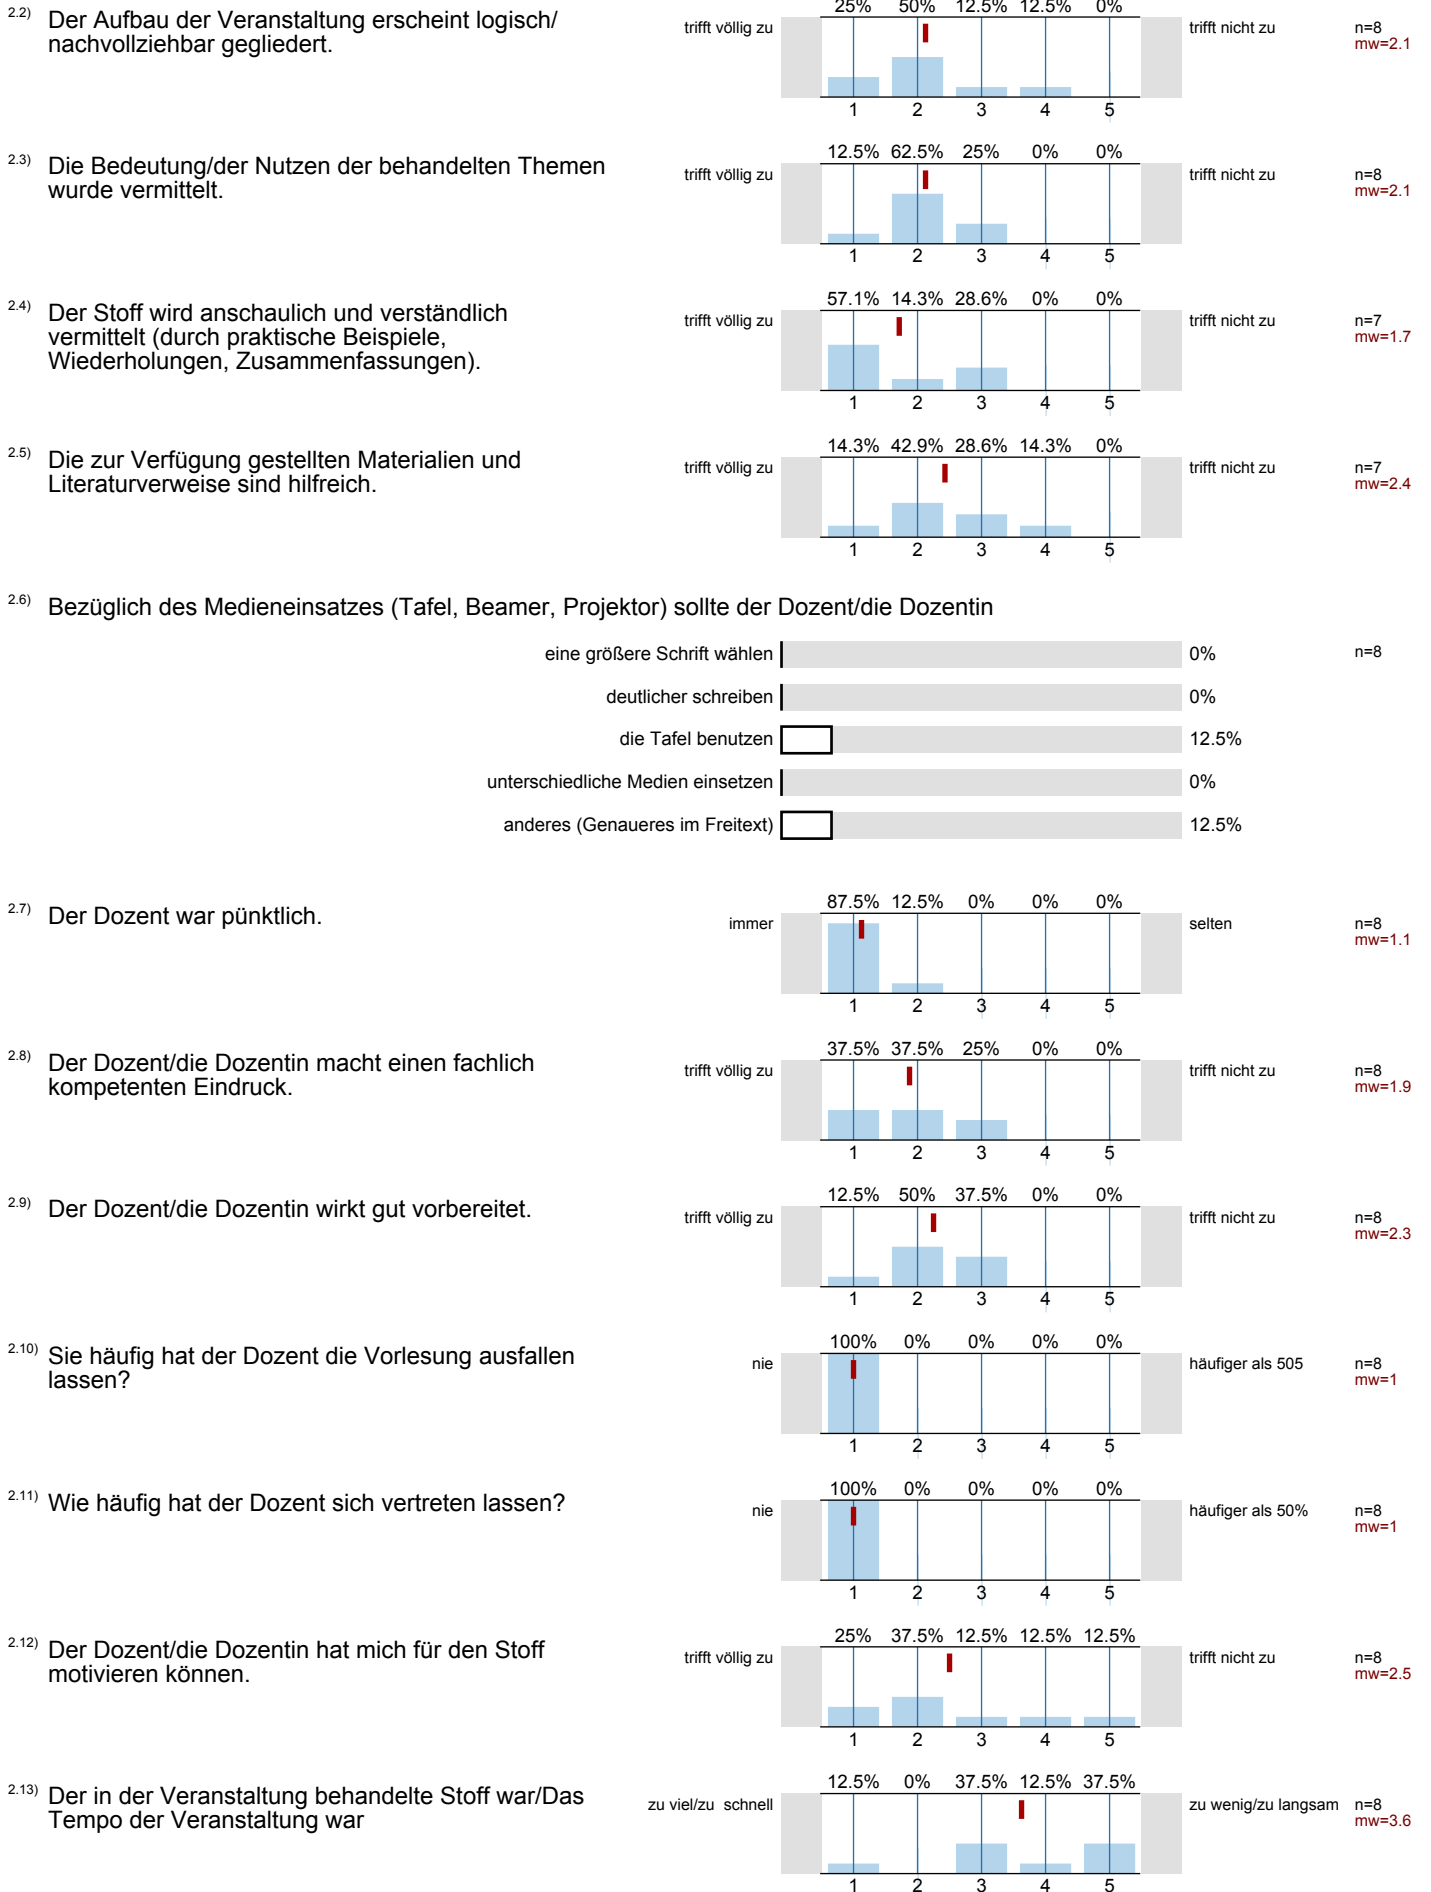 2.2) Der Aufbau der Veranstaltung erscheint logisch/
nachvollziehbar gegliedert.
25% 50% 12.5% 12.5% 0%
trifft völlig zu
trifft nicht zu
n=8
mw=2.1
1 2 3 4 5
2.3) Die Bedeutung/der Nutzen der behandelten Themen
wurde vermittelt.
12.5% 62.5% 25% 0% 0%
trifft völlig zu
trifft nicht zu
n=8
mw=2.1
1 2 3 4 5
2.4) Der Stoff wird anschaulich und verständlich
vermittelt (durch praktische Beispiele,
Wiederholungen, Zusammenfassungen).
57.1% 14.3% 28.6% 0% 0%
trifft völlig zu
trifft nicht zu
n=7
mw=1.7
1 2 3 4 5
2.5) Die zur Verfügung gestellten Materialien und
Literaturverweise sind hilfreich.
14.3% 42.9% 28.6% 14.3% 0%
trifft völlig zu
trifft nicht zu
n=7
mw=2.4
1 2 3 4 5
2.6) Bezüglich des Medieneinsatzes (Tafel, Beamer, Projektor) sollte der Dozent/die Dozentin
eine größere Schrift wählen 0% n=8
deutlicher schreiben 0%
die Tafel benutzen 12.5%
unterschiedliche Medien einsetzen 0%
anderes (Genaueres im Freitext) 12.5%
2.7) Der Dozent war pünktlich.
87.5% 12.5% 0% 0% 0%
immer
selten
n=8
mw=1.1
1 2 3 4 5
2.8) Der Dozent/die Dozentin macht einen fachlich
kompetenten Eindruck.
37.5% 37.5% 25% 0% 0%
trifft völlig zu
trifft nicht zu
n=8
mw=1.9
1 2 3 4 5
2.9) Der Dozent/die Dozentin wirkt gut vorbereitet.
12.5% 50% 37.5% 0% 0%
trifft völlig zu
trifft nicht zu
n=8
mw=2.3
1 2 3 4 5
2.10) Sie häufig hat der Dozent die Vorlesung ausfallen
lassen?
100% 0% 0% 0% 0%
nie
häufiger als 505
n=8
mw=1
1 2 3 4 5
2.11) Wie häufig hat der Dozent sich vertreten lassen?
100% 0% 0% 0% 0%
nie
häufiger als 50%
n=8
mw=1
1 2 3 4 5
2.12) Der Dozent/die Dozentin hat mich für den Stoff
motivieren können.
25% 37.5% 12.5% 12.5% 12.5%
trifft völlig zu
trifft nicht zu
n=8
mw=2.5
1 2 3 4 5
2.13) Der in der Veranstaltung behandelte Stoff war/Das
Tempo der Veranstaltung war
12.5% 0% 37.5% 12.5% 37.5%
zu viel/zu schnell
zu wenig/zu langsam
n=8
mw=3.6
1 2 3 4 5